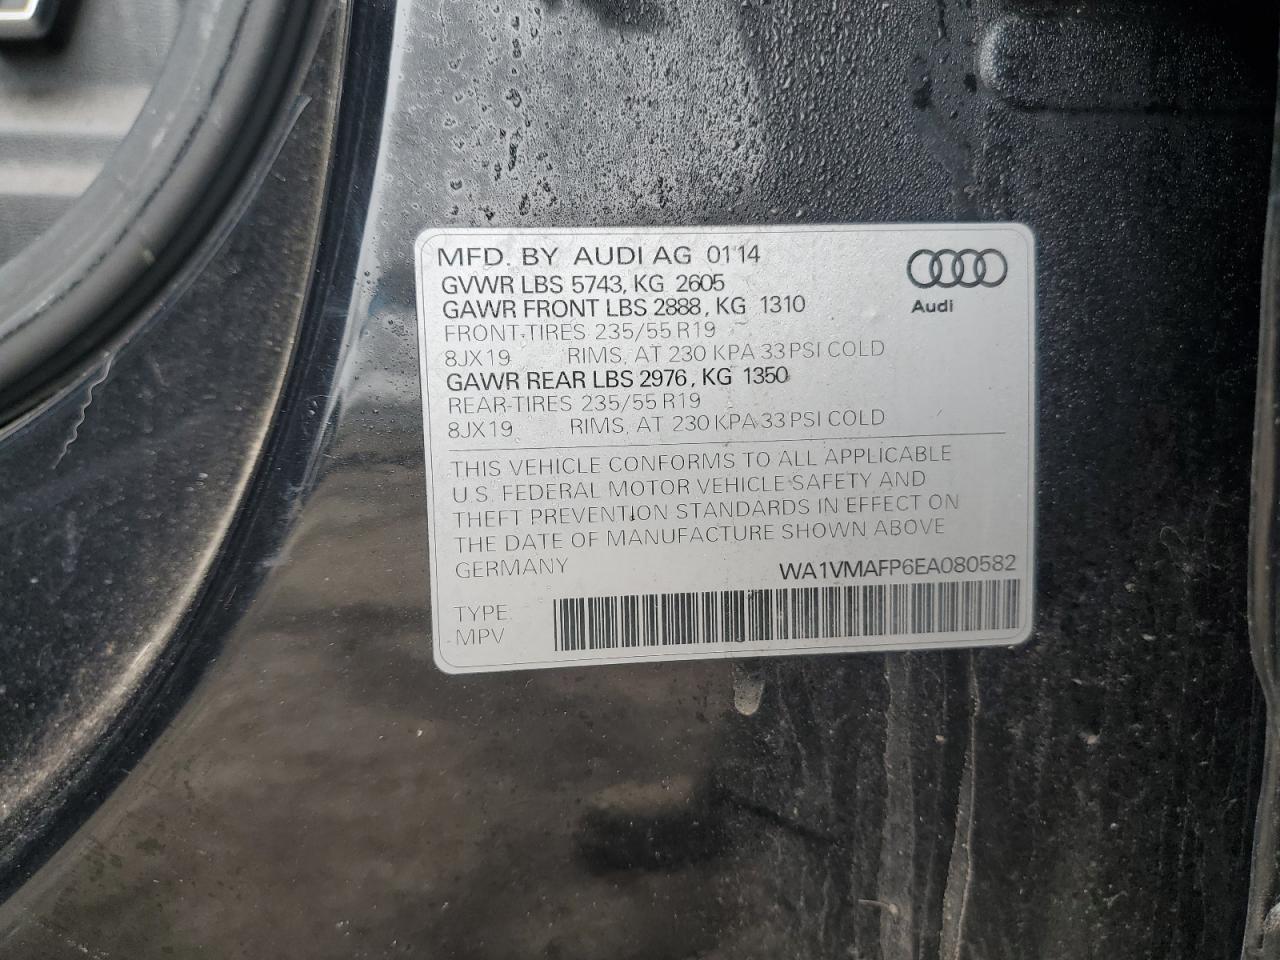 MFD. BY AUDI AG 01 14
GVWR LBS 5743, KG 2605
GAWR FRONT LBS 2888, KG 1310
FRONT-TIRES 235/55 R19
8JX19 RIMS, AT 230 KPA 33 PSI COLD
GAWR REAR LBS 2976, KG 1350
REAR-TIRES 235/55 R19
8JX19 RIMS, AT 230 KPA 33 PSI COLD
Audi
THIS VEHICLE CONFORMS TO ALL APPLICABLE
U.S. FEDERAL MOTOR VEHICLE SAFETY AND
THEFT PREVENTION STANDARDS IN EFFECT ON
THE DATE OF MANUFACTURE SHOWN ABOVE
GERMANY WA1VMAFP6EA080582
TYPE
MPV